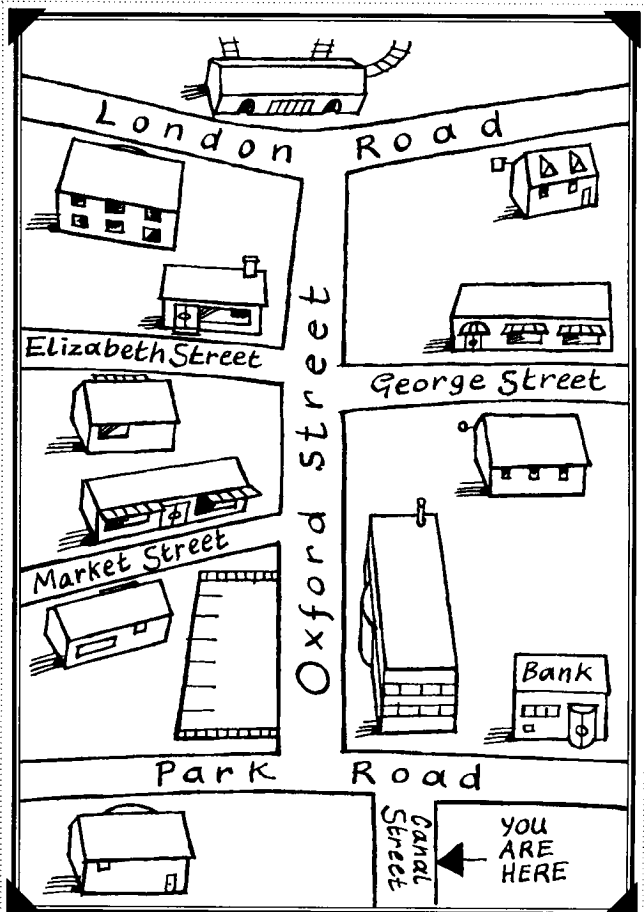 London Road
Elizabeth Street
George Street
Oxford Street
Market Street
Bank
Park Road
Canal
Street
YOU
ARE
HERE